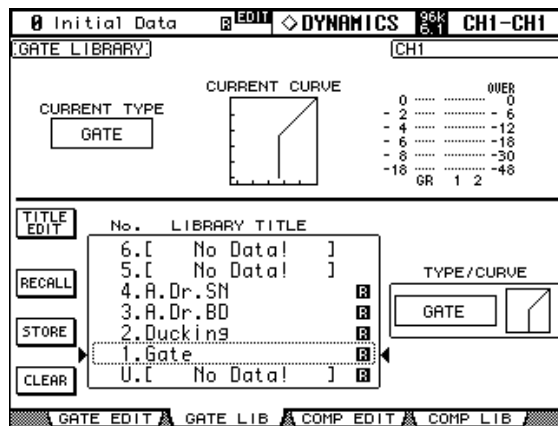 0 Initial Data R EDIT ◇DYNAMICS 96k 6.1 CH1-CH1
GATE LIBRARY
CH1
CURRENT TYPE
GATE
CURRENT CURVE
OVER
0 0
- 2 - 6
- 4 -12
- 6 -18
- 8 -30
-18 -48
GR 1 2
TITLE EDIT
RECALL
STORE
CLEAR
No. LIBRARY TITLE
6.[ No Data! ]
5.[ No Data! ]
4.A.Dr.SN R
3.A.Dr.BD R
2.Ducking R
1.Gate R
U.[ No Data! ] R
TYPE/CURVE
GATE
GATE EDIT GATE LIB COMP EDIT COMP LIB